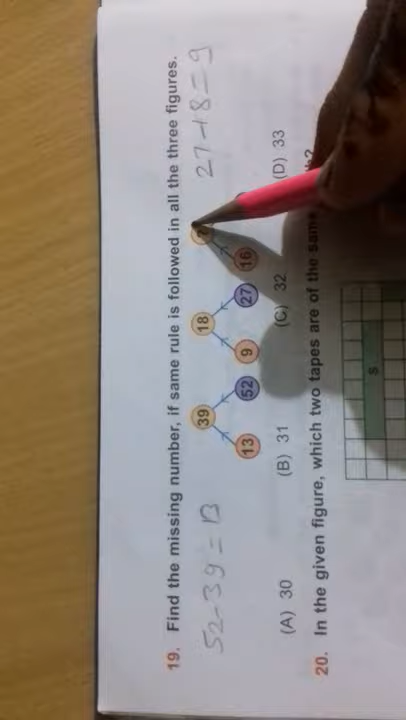 19. Find the missing number, if same rule is followed in all the three figures.
52-39=13
27-18=9
39 18 ?
13 52 9 27 16
(A) 30 (B) 31 (C) 32 (D) 33
20. In the given figure, which two tapes are of the
S